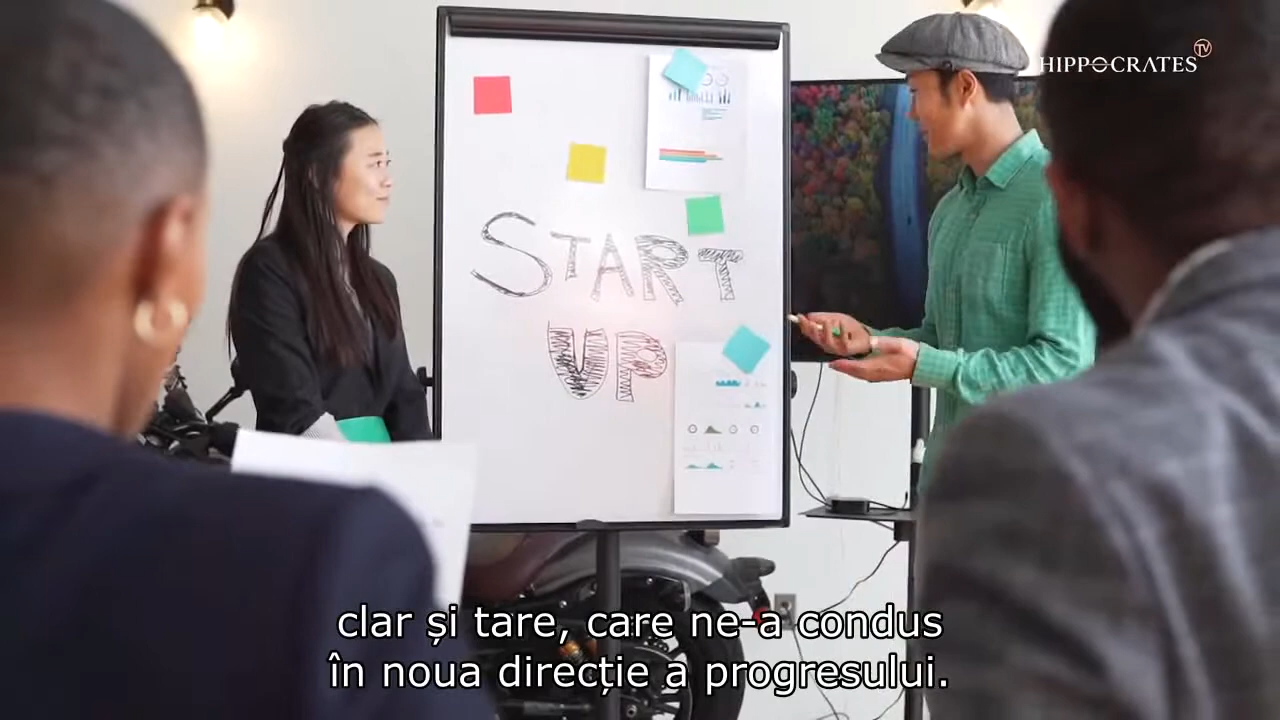 HIPPOCRATES TV
START
UP
clar și tare, care ne-a condus
în noua direcție a progresului.